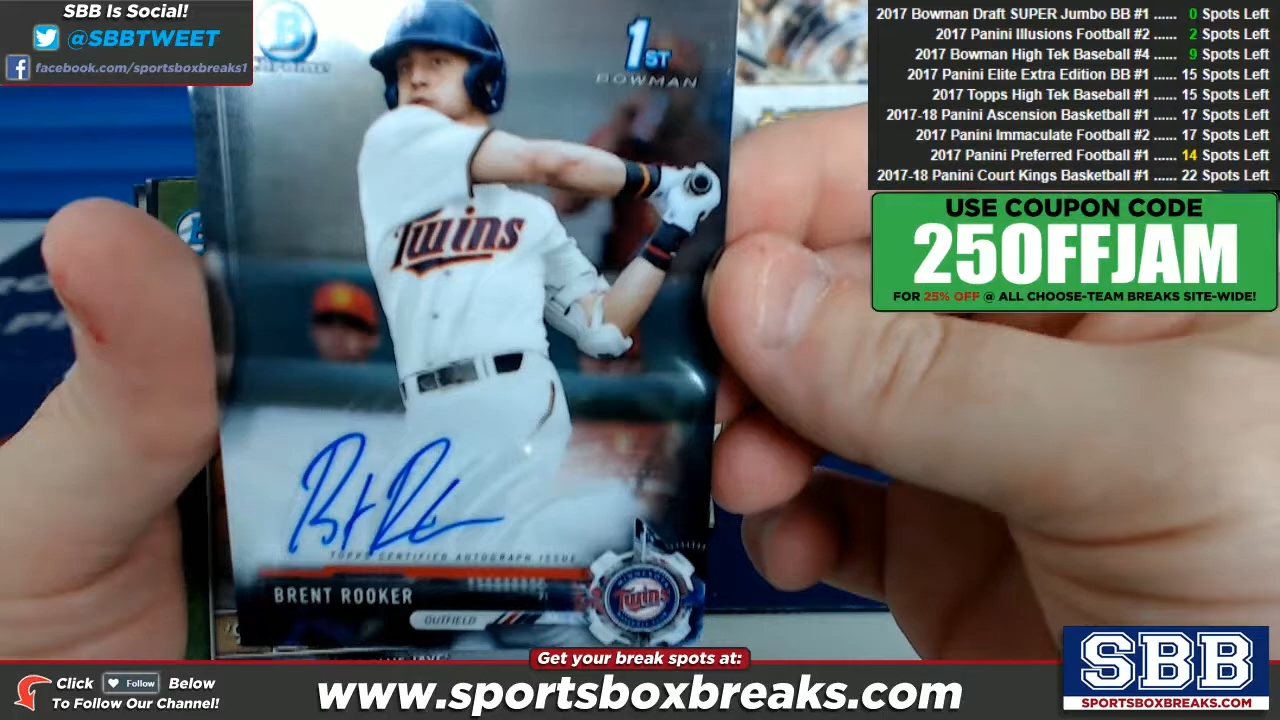 SBB Is Social!
@SBBTWEET
facebook.com/sportsboxbreaks1
2017 Bowman Draft SUPER Jumbo BB #1 ...... 0 Spots Left
2017 Panini Illusions Football #2 ...... 2 Spots Left
2017 Bowman High Tek Baseball #4 ...... 9 Spots Left
2017 Panini Elite Extra Edition BB #1 ...... 15 Spots Left
2017 Topps High Tek Baseball #1 ...... 15 Spots Left
2017-18 Panini Ascension Basketball #1 ...... 17 Spots Left
2017 Panini Immaculate Football #2 ...... 17 Spots Left
2017 Panini Preferred Football #1 ...... 14 Spots Left
2017-18 Panini Court Kings Basketball #1 ...... 22 Spots Left
USE COUPON CODE
25OFFJAM
FOR 25% OFF @ ALL CHOOSE-TEAM BREAKS SITE-WIDE!
B
chrome
1ST
BOWMAN
Twins
TOPPS CERTIFIED AUTOGRAPH ISSUE
BRENT ROOKER
OUTFIELD
Twins
Get your break spots at:
www.sportsboxbreaks.com
Click Follow Below
To Follow Our Channel!
SBB
SPORTSBOXBREAKS.COM